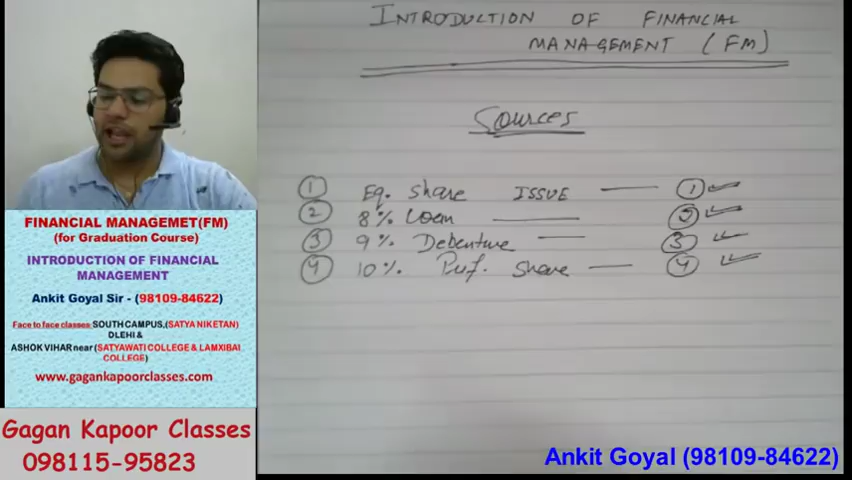 INTRODUCTION OF FINANCIAL
MANAGEMENT (FM)
Sources
① Eq. Share ISSUE — ①
② 8% Loan — ②
③ 9% Debenture — ③
④ 10% Pref. Share — ④
FINANCIAL MANAGEMET(FM)
(for Graduation Course)
INTRODUCTION OF FINANCIAL
MANAGEMENT
Ankit Goyal Sir - (98109-84622)
Face to face classes: SOUTH CAMPUS,(SATYA NIKETAN)
DLEHI &
ASHOK VIHAR near (SATYAWATI COLLEGE & LAMXIBAI
COLLEGE)
www.gagankapoorclasses.com
Gagan Kapoor Classes
098115-95823
Ankit Goyal (98109-84622)